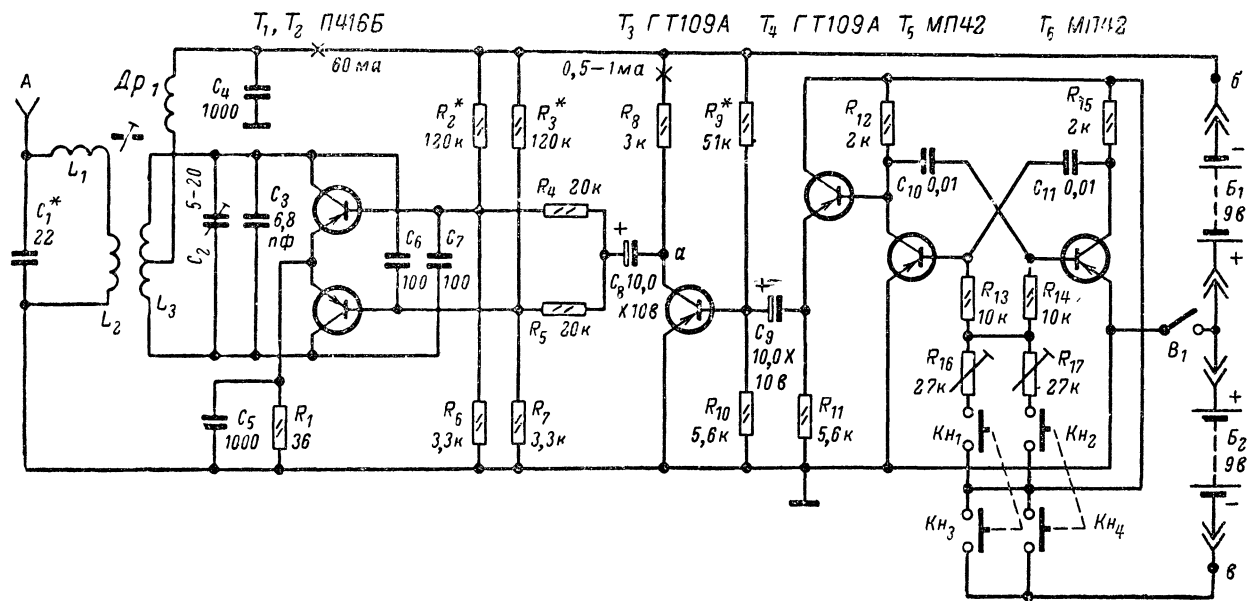 T₁, T₂ П416Б
T₃ ГТ109А
T₄ ГТ109А
T₅ МП42
T₆ МП42
А
Др₁
C₄
1000
60 ма
0,5-1ма
R₂*
120к
R₃*
120к
R₈
3к
R₉*
51к
R₁₂
2к
R₁₅
2к
б
L₁
C₁*
22
L₂
L₃
5-20
C₂
C₃
6,8
пф
C₆
100
C₇
100
R₄ 20к
R₅ 20к
+
C₈ 10,0
X10в
а
C₁₀ 0,01
C₁₁ 0,01
-
Б₁
9в
+
+
C₉
10,0X
10в
R₁₃
10к
R₁₄
10к
B₁
R₁₆
27к
R₁₇
27к
C₅
1000
R₁
36
R₆
3,3к
R₇
3,3к
R₁₀
5,6к
R₁₁
5,6к
Кн₁
Кн₂
+
Б₂
9в
-
Кн₃
Кн₄
в